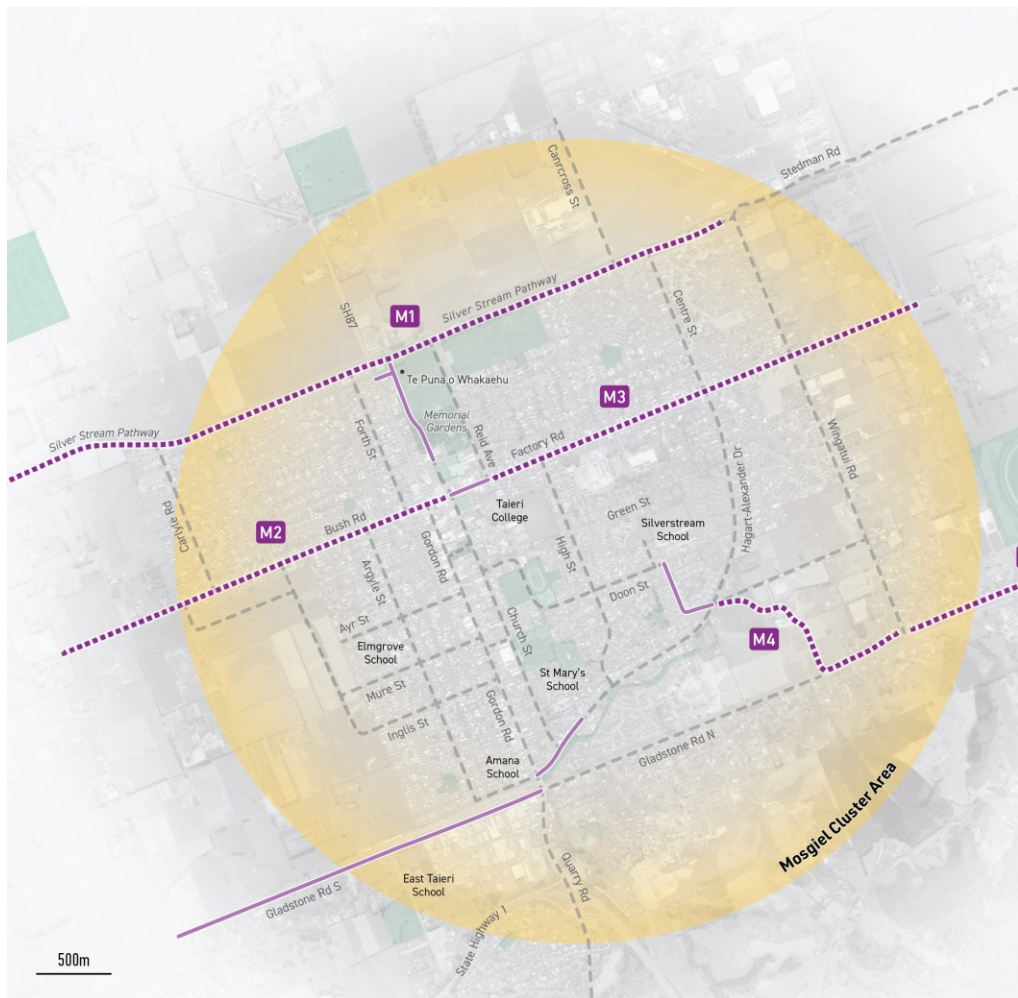 Cancross St
Stedman Rd
Silver Stream Pathway
SH87
M1
Centre St
Te Puna o Whakaehu
M3
Memorial
Gardens
Silver Stream Pathway
Forth St
Reid Ave
Factory Rd
Wingatui Rd
Hagart-Alexander Dr
Carlyle Rd
M2
Bush Rd
Taieri
College
Green St
Silverstream
School
Gordon Rd
High St
Argyle St
Doon St
Ayr St
Church St
M4
Elmgrove
School
St Mary's
School
Mure St
Gordon Rd
Inglis St
Gladstone Rd N
Amana
School
Mosgiel Cluster Area
East Taieri
School
Quarry Rd
Gladstone Rd S
State Highway 1
500m